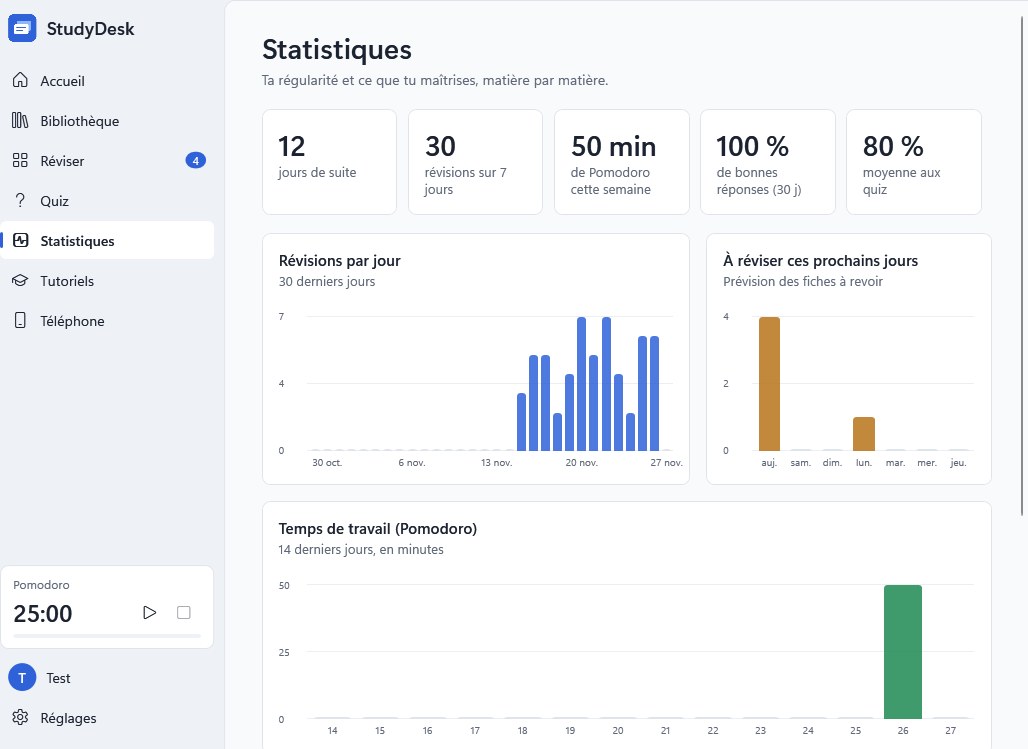 StudyDesk
Accueil
Bibliothèque
Réviser
4
Quiz
Statistiques
Tutoriels
Téléphone
Pomodoro
25:00
T
Test
Réglages
Statistiques
Ta régularité et ce que tu maîtrises, matière par matière.
12
jours de suite
30
révisions sur 7
jours
50 min
de Pomodoro
cette semaine
100 %
de bonnes
réponses (30 j)
80 %
moyenne aux
quiz
Révisions par jour
30 derniers jours
7
4
0
30 oct.
6 nov.
13 nov.
20 nov.
27 nov.
À réviser ces prochains jours
Prévision des fiches à revoir
4
2
0
auj.
sam.
dim.
lun.
mar.
mer.
jeu.
Temps de travail (Pomodoro)
14 derniers jours, en minutes
50
25
0
14
15
16
17
18
19
20
21
22
23
24
25
26
27